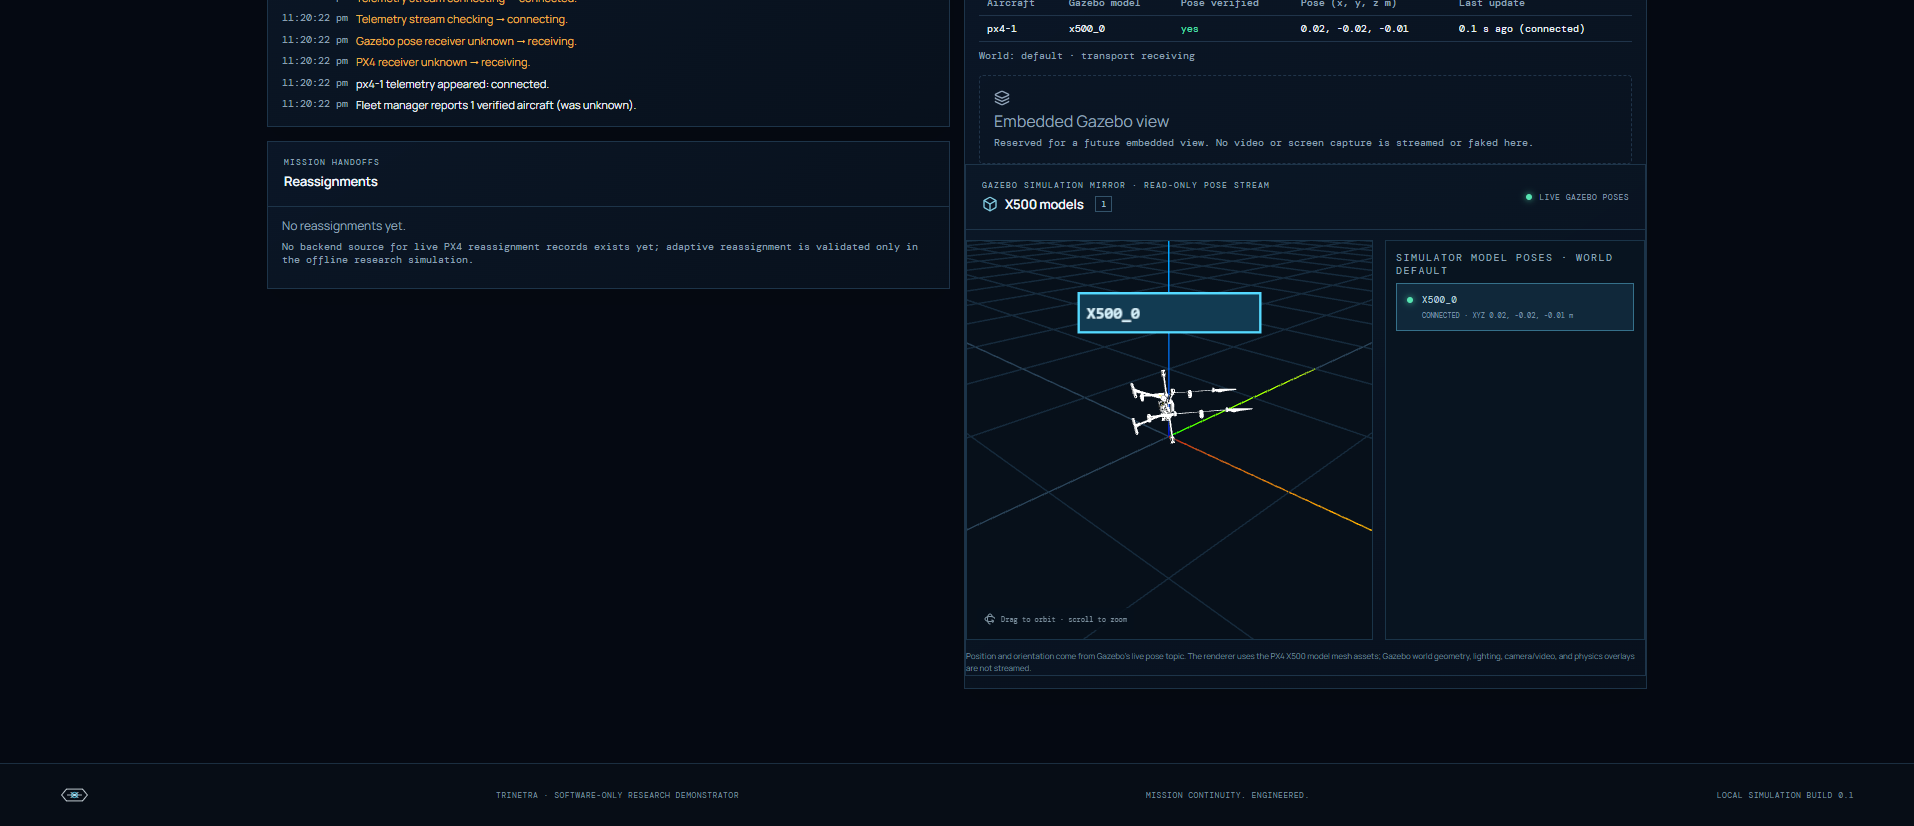 11:20:22 pm Telemetry stream checking → connecting.
11:20:22 pm Gazebo pose receiver unknown → receiving.
11:20:22 pm PX4 receiver unknown → receiving.
11:20:22 pm px4-1 telemetry appeared: connected.
11:20:22 pm Fleet manager reports 1 verified aircraft (was unknown).
MISSION HANDOFFS
Reassignments
No reassignments yet.
No backend source for live PX4 reassignment records exists yet; adaptive reassignment is validated only in
the offline research simulation.
Aircraft Gazebo model Pose verified Pose (x, y, z m) Last update
px4-1 x500_0 yes 0.02, -0.02, -0.01 0.1 s ago (connected)
World: default · transport receiving
Embedded Gazebo view
Reserved for a future embedded view. No video or screen capture is streamed or faked here.
GAZEBO SIMULATION MIRROR · READ-ONLY POSE STREAM
X500 models 1
LIVE GAZEBO POSES
X500_0
Drag to orbit · scroll to zoom
SIMULATOR MODEL POSES · WORLD
DEFAULT
X500_0
CONNECTED · XYZ 0.02, -0.02, -0.01 m
Position and orientation come from Gazebo's live pose topic. The renderer uses the PX4 X500 model mesh assets; Gazebo world geometry, lighting, camera/video, and physics overlays
are not streamed.
TRINETRA · SOFTWARE-ONLY RESEARCH DEMONSTRATOR
MISSION CONTINUITY. ENGINEERED.
LOCAL SIMULATION BUILD 0.1